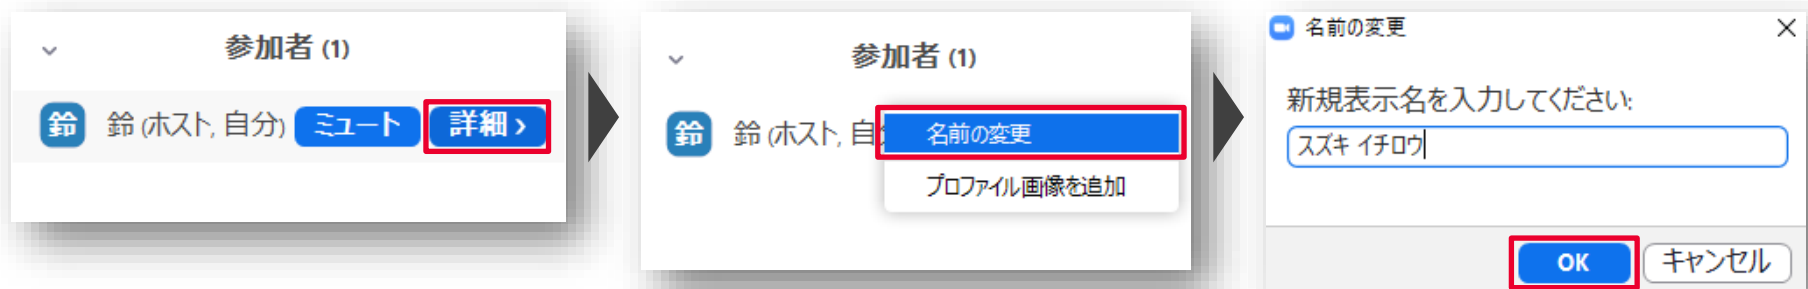 参加者 (1)
鈴 鈴 (ホスト, 自分) ミュート 詳細 ›
参加者 (1)
鈴 鈴 (ホスト, 自 名前の変更
プロファイル画像を追加
名前の変更
新規表示名を入力してください:
スズキ イチロウ
OK キャンセル